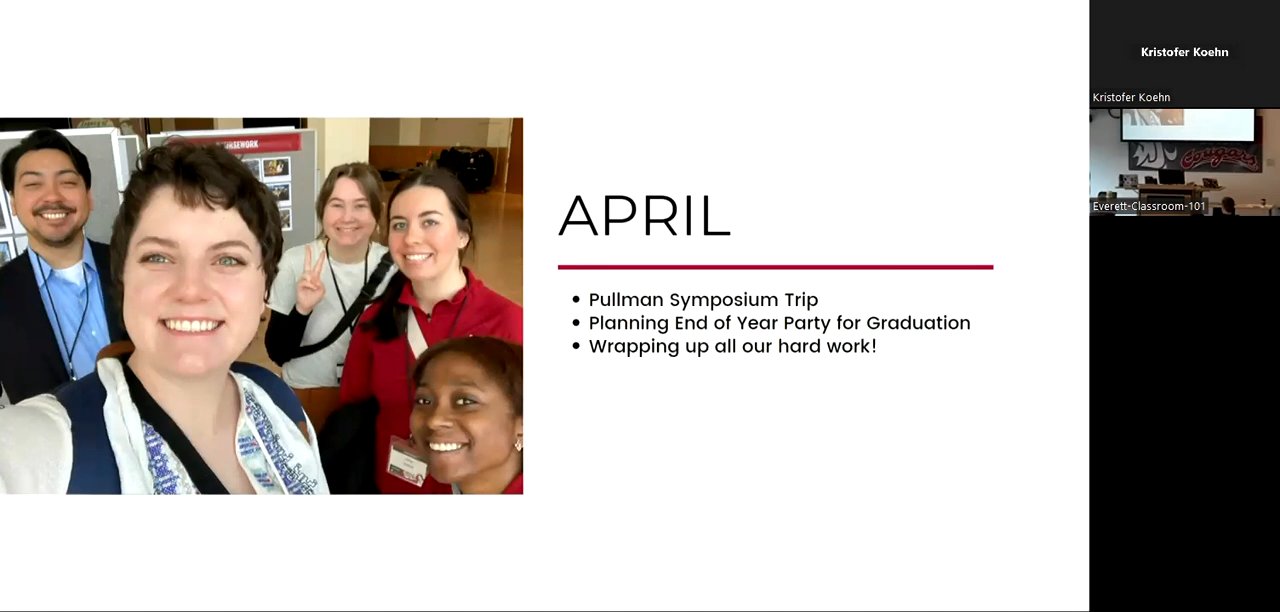 APRIL
Pullman Symposium Trip
Planning End of Year Party for Graduation
Wrapping up all our hard work!
Kristofer Koehn
Kristofer Koehn
Cougars
Everett-Classroom-101